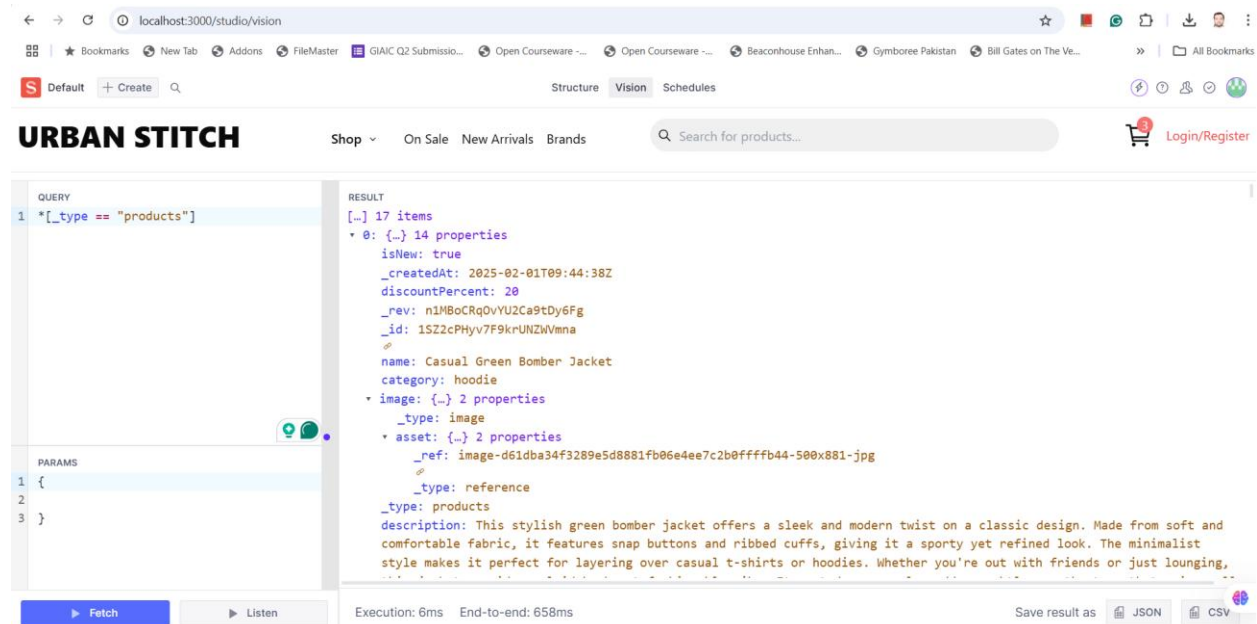 localhost:3000/studio/vision
Bookmarks New Tab Addons FileMaster GIAIC Q2 Submissio... Open Courseware -... Open Courseware -... Beaconhouse Enhan... Gymboree Pakistan Bill Gates on The Ve... » All Bookmarks
S Default + Create Structure Vision Schedules
URBAN STITCH Shop On Sale New Arrivals Brands Search for products... 3 Login/Register
QUERY
1 *[_type == "products"]
PARAMS
1 {
2
3 }
Fetch Listen
RESULT
[…] 17 items
0: {…} 14 properties
isNew: true
_createdAt: 2025-02-01T09:44:38Z
discountPercent: 20
_rev: n1MBoCRqOvYU2Ca9tDy6Fg
_id: 1SZ2cPHyv7F9krUNZWVmna
name: Casual Green Bomber Jacket
category: hoodie
image: {…} 2 properties
_type: image
asset: {…} 2 properties
_ref: image-d61dba34f3289e5d8881fb06e4ee7c2b0ffffb44-500x881-jpg
_type: reference
_type: products
description: This stylish green bomber jacket offers a sleek and modern twist on a classic design. Made from soft and
comfortable fabric, it features snap buttons and ribbed cuffs, giving it a sporty yet refined look. The minimalist
style makes it perfect for layering over casual t-shirts or hoodies. Whether you're out with friends or just lounging,
Execution: 6ms End-to-end: 658ms Save result as JSON CSV